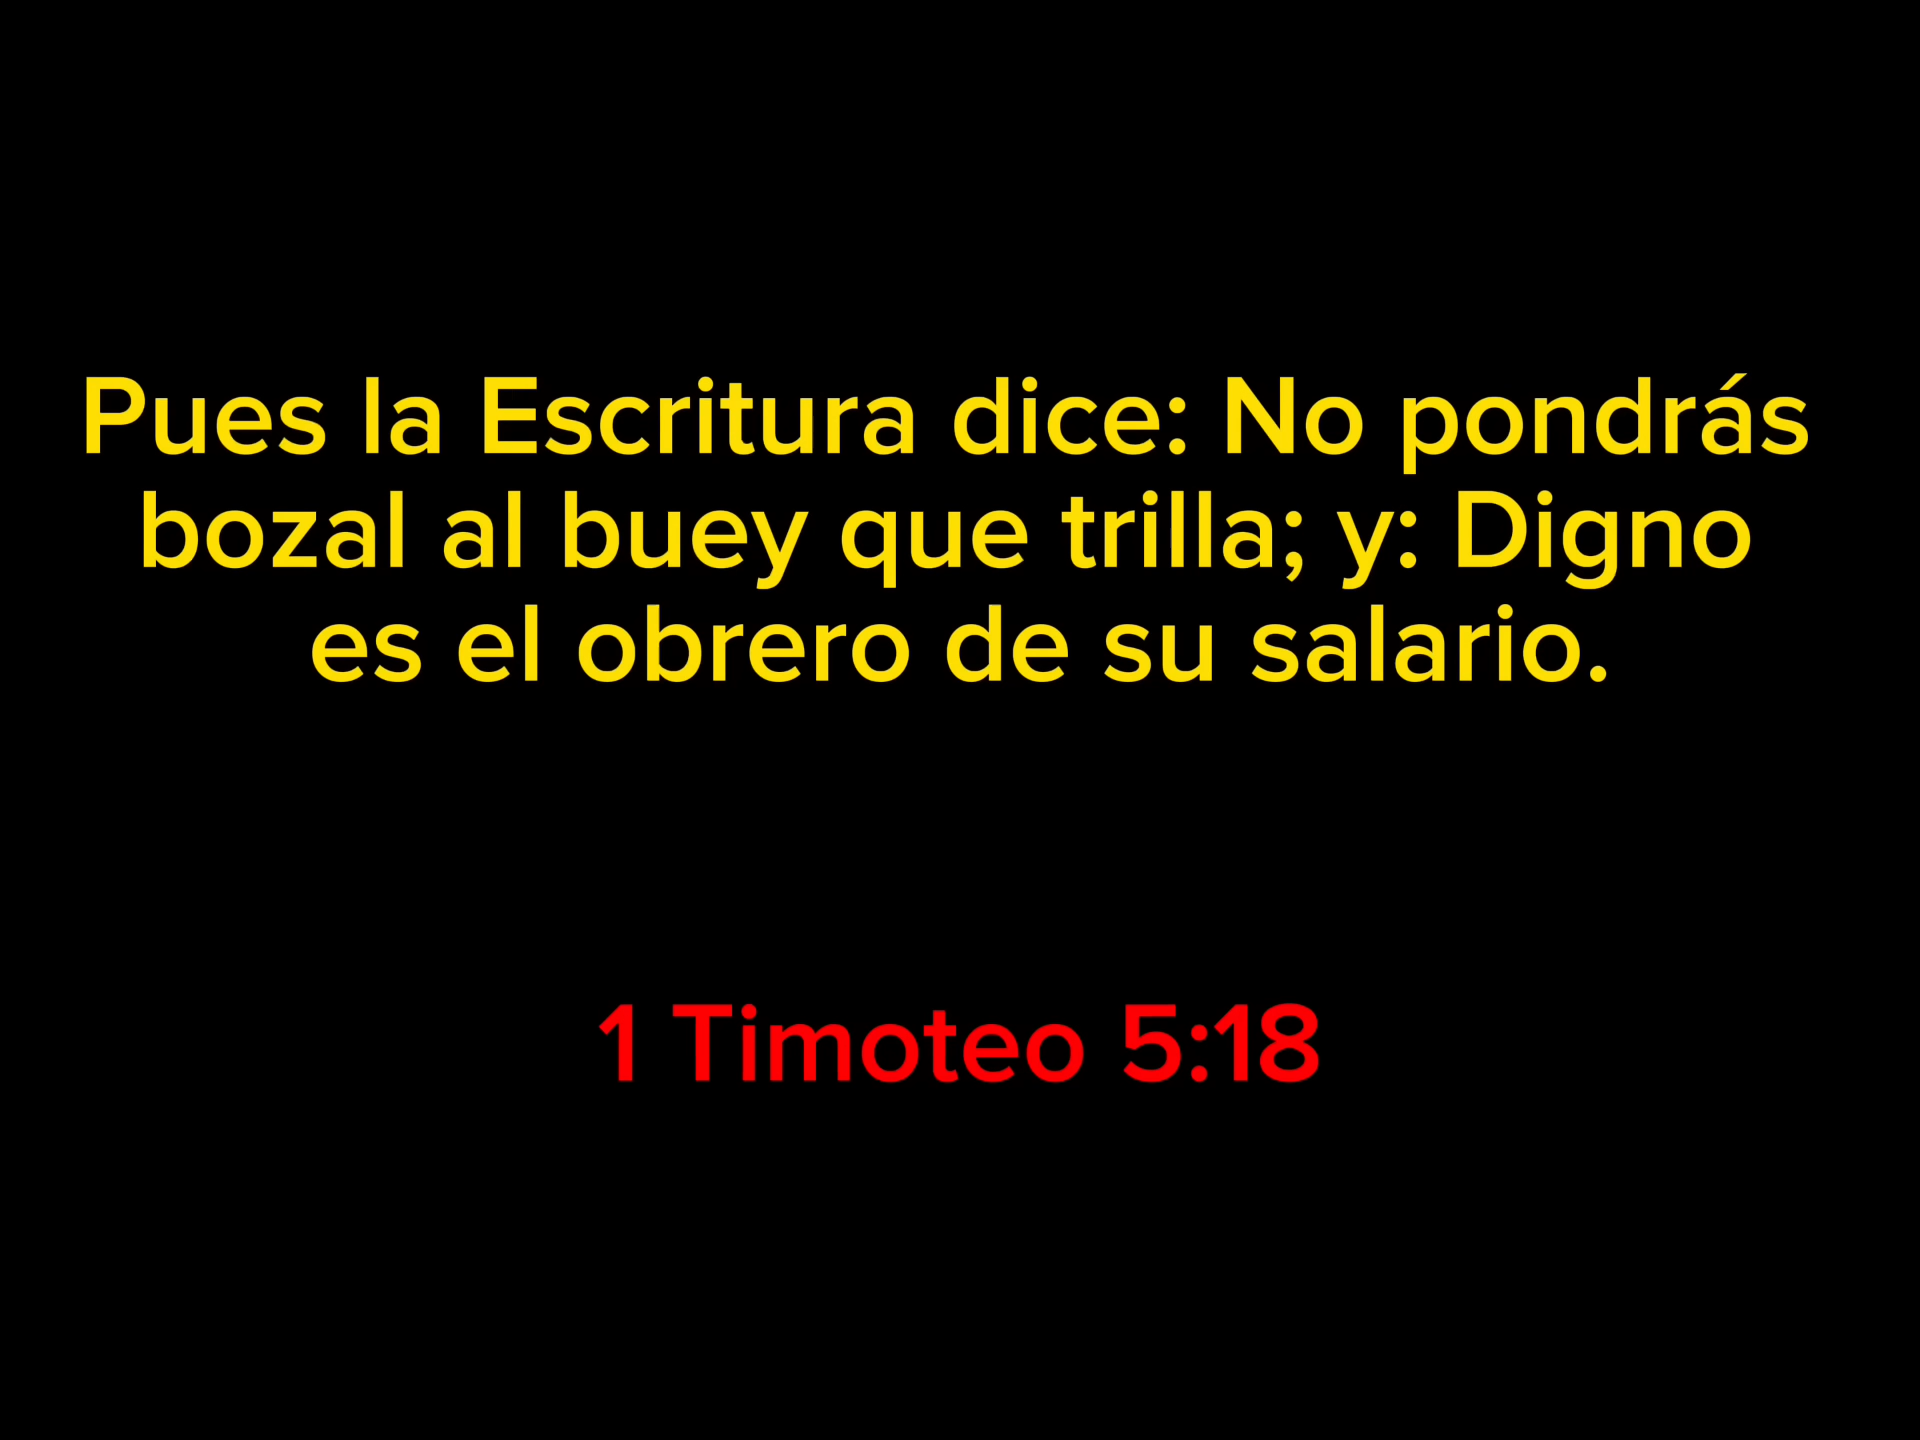 Pues la Escritura dice: No pondrás
bozal al buey que trilla; y: Digno
es el obrero de su salario.
1 Timoteo 5:18